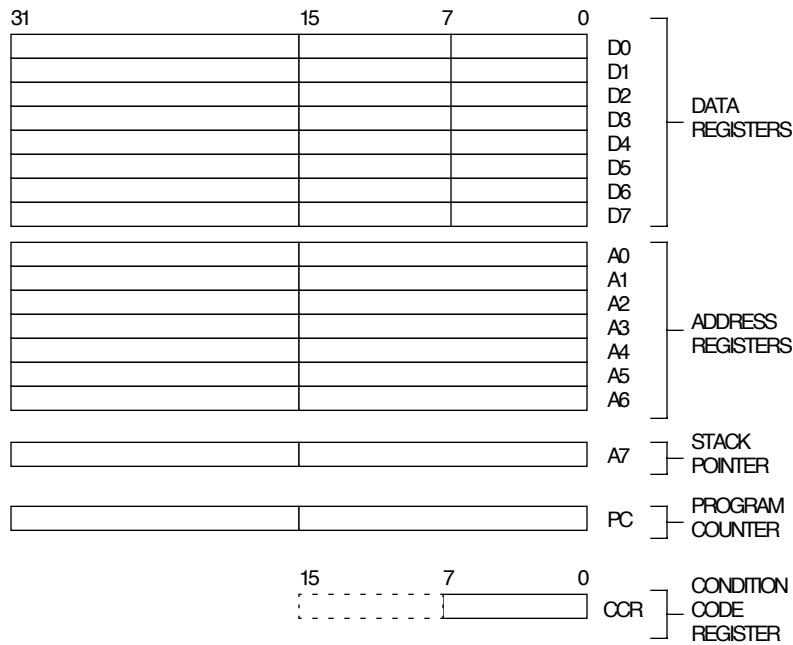 31 15 7 0
D0
D1
D2
D3
D4
D5
D6
D7
DATA
REGISTERS
A0
A1
A2
A3
A4
A5
A6
ADDRESS
REGISTERS
A7
STACK
POINTER
PC
PROGRAM
COUNTER
15 7 0
CCR
CONDITION
CODE
REGISTER